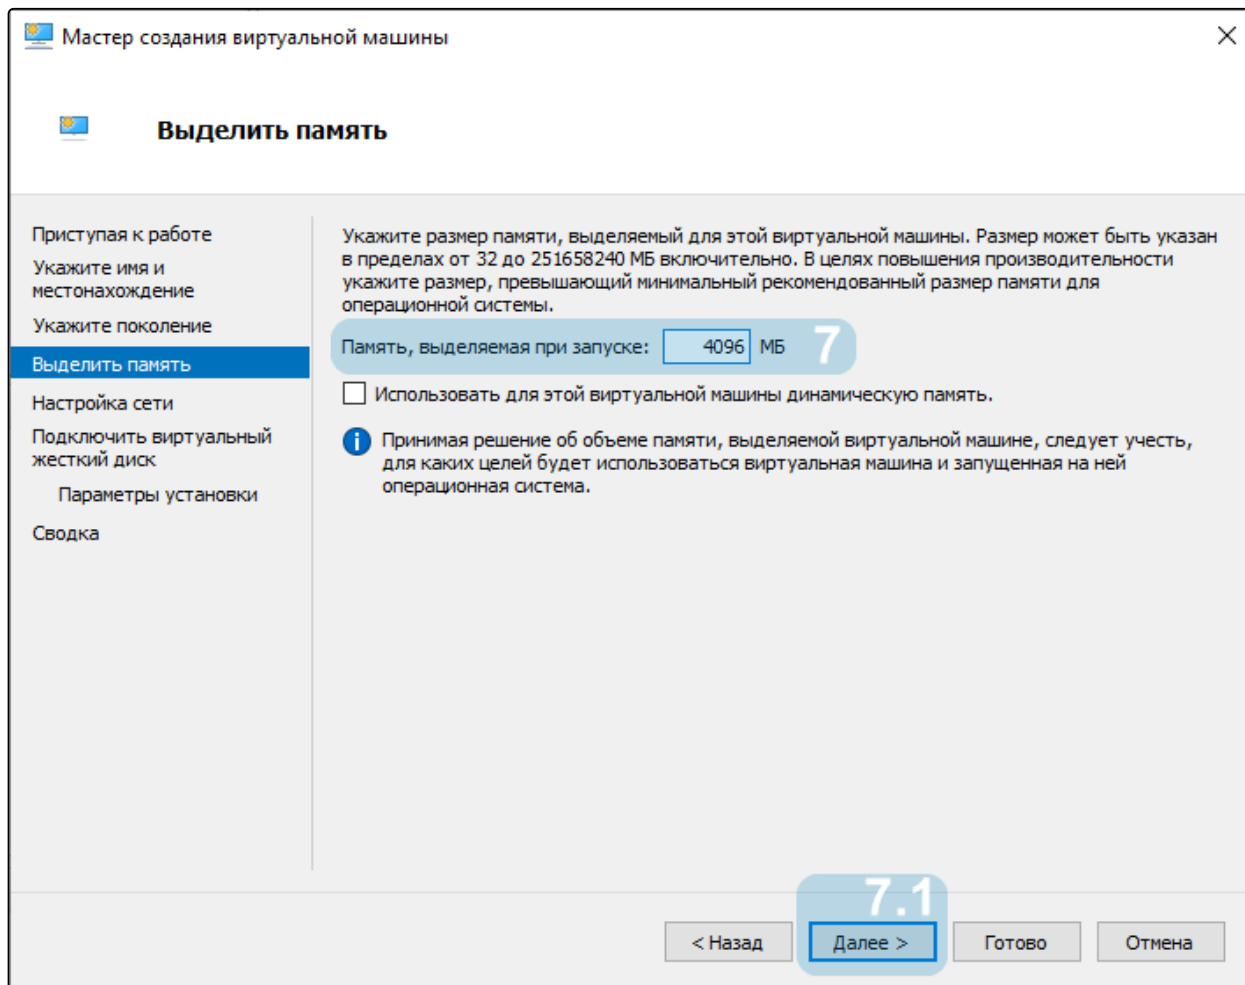 Мастер создания виртуальной машины
Выделить память
Приступая к работе
Укажите имя и
местонахождение
Укажите поколение
Выделить память
Настройка сети
Подключить виртуальный
жесткий диск
Параметры установки
Сводка
Укажите размер памяти, выделяемый для этой виртуальной машины. Размер может быть указан
в пределах от 32 до 251658240 МБ включительно. В целях повышения производительности
укажите размер, превышающий минимальный рекомендованный размер памяти для
операционной системы.
Память, выделяемая при запуске: 4096 МБ 7
Использовать для этой виртуальной машины динамическую память.
Принимая решение об объеме памяти, выделяемой виртуальной машине, следует учесть,
для каких целей будет использоваться виртуальная машина и запущенная на ней
операционная система.
7.1
< Назад Далее > Готово Отмена